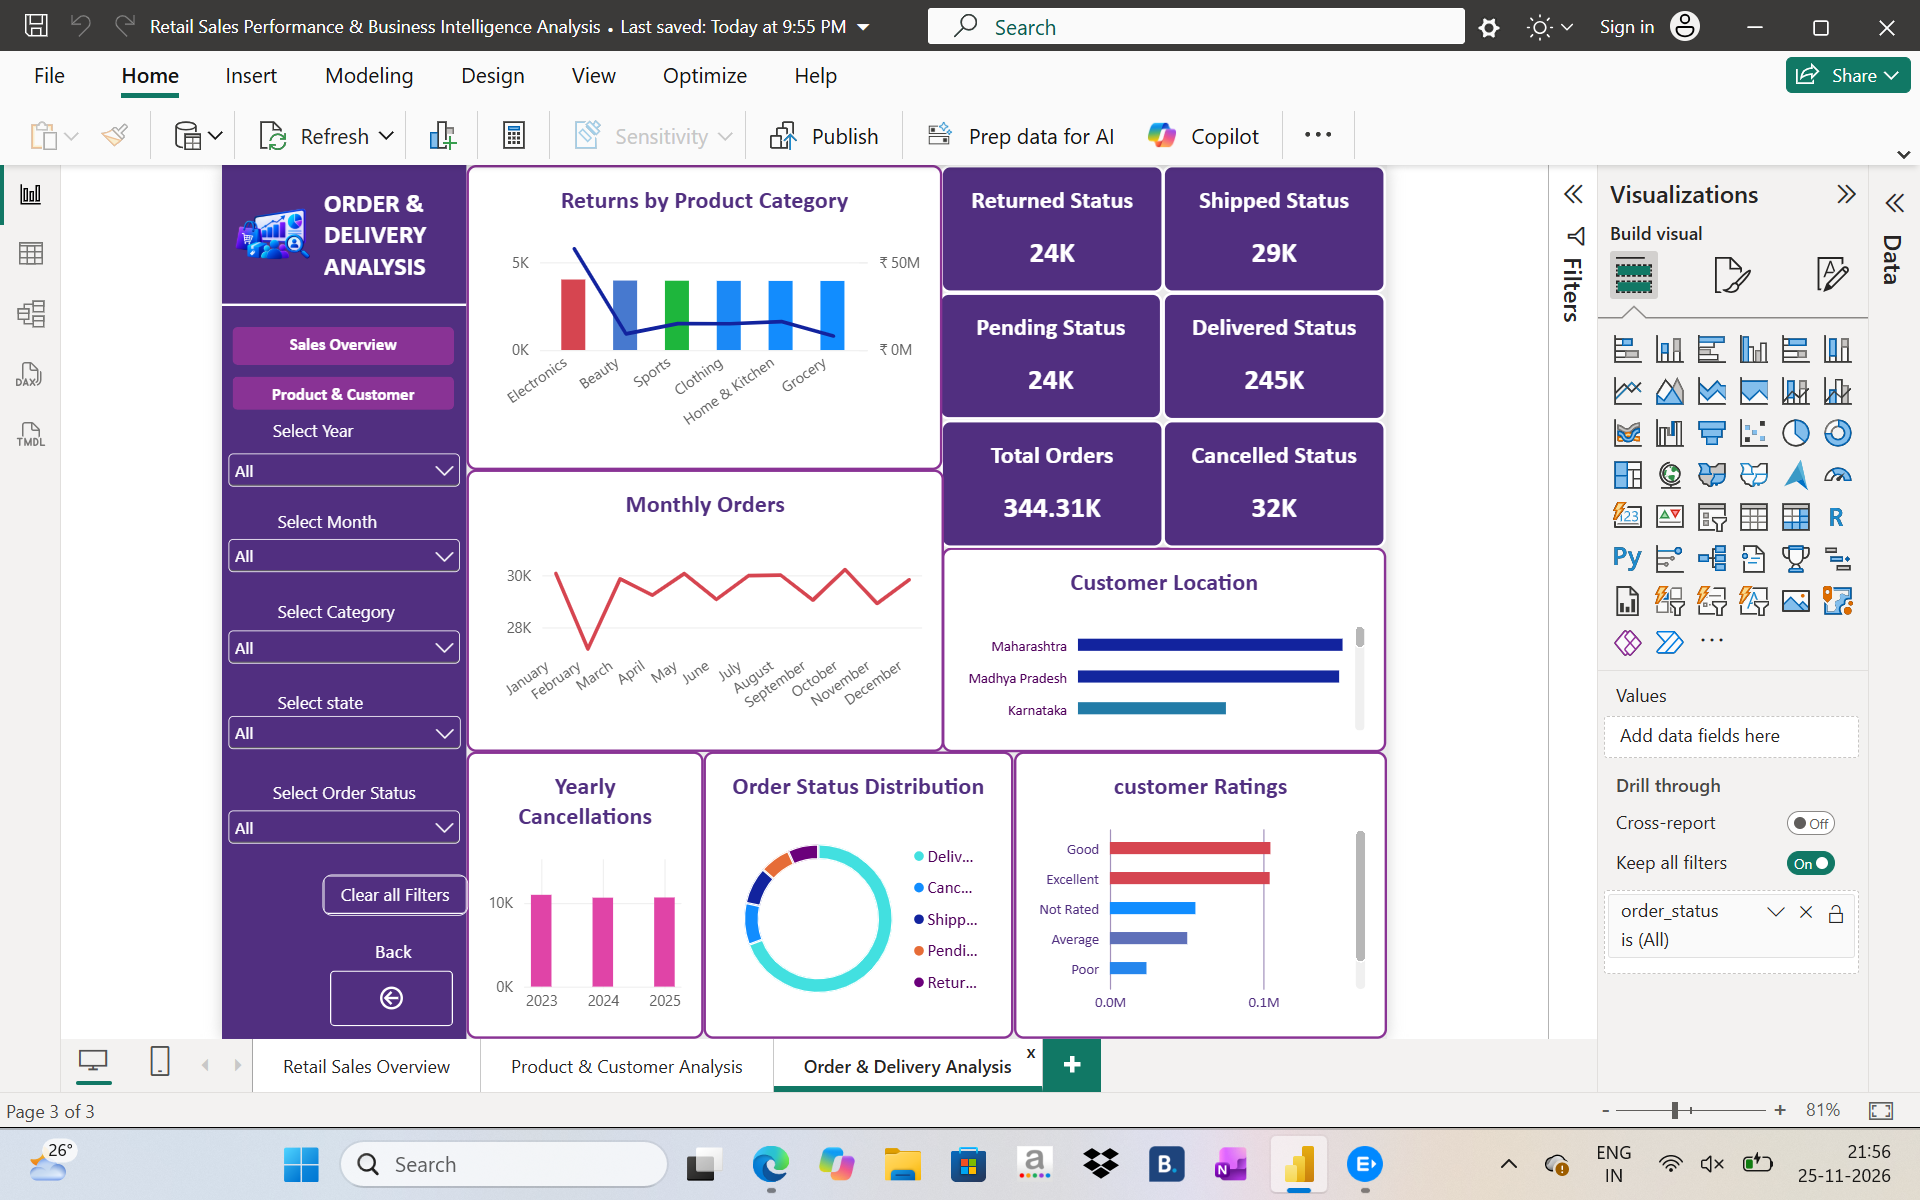 Retail Sales Performance & Business Intelligence Analysis • Last saved: Today at 9:55 PM
Search
Sign in
File
Home
Insert
Modeling
Design
View
Optimize
Help
Share
Refresh
Sensitivity
Publish
Prep data for AI
Copilot
DAX
TMDL
ORDER &
DELIVERY
ANALYSIS
Sales Overview
Product & Customer
Select Year
All
Select Month
All
Select Category
All
Select state
All
Select Order Status
All
Clear all Filters
Back
Returns by Product Category
5K
0K
₹ 50M
₹ 0M
Electronics
Beauty
Sports
Clothing
Home & Kitchen
Grocery
Returned Status
24K
Shipped Status
29K
Pending Status
24K
Delivered Status
245K
Total Orders
344.31K
Cancelled Status
32K
Monthly Orders
30K
28K
January
February
March
April
May
June
July
August
September
October
November
December
Customer Location
Maharashtra
Madhya Pradesh
Karnataka
Yearly
Cancellations
10K
0K
2023
2024
2025
Order Status Distribution
Deliv...
Canc...
Shipp...
Pendi...
Retur...
customer Ratings
Good
Excellent
Not Rated
Average
Poor
0.0M
0.1M
Filters
Visualizations
Build visual
123
R
Py
Values
Add data fields here
Drill through
Cross-report
Off
Keep all filters
On
order_status
is (All)
Data
Retail Sales Overview
Product & Customer Analysis
Order & Delivery Analysis
x
+
Page 3 of 3
- + 81%
26°
Search
a
B.
N
E
ENG
IN
21:56
25-11-2026